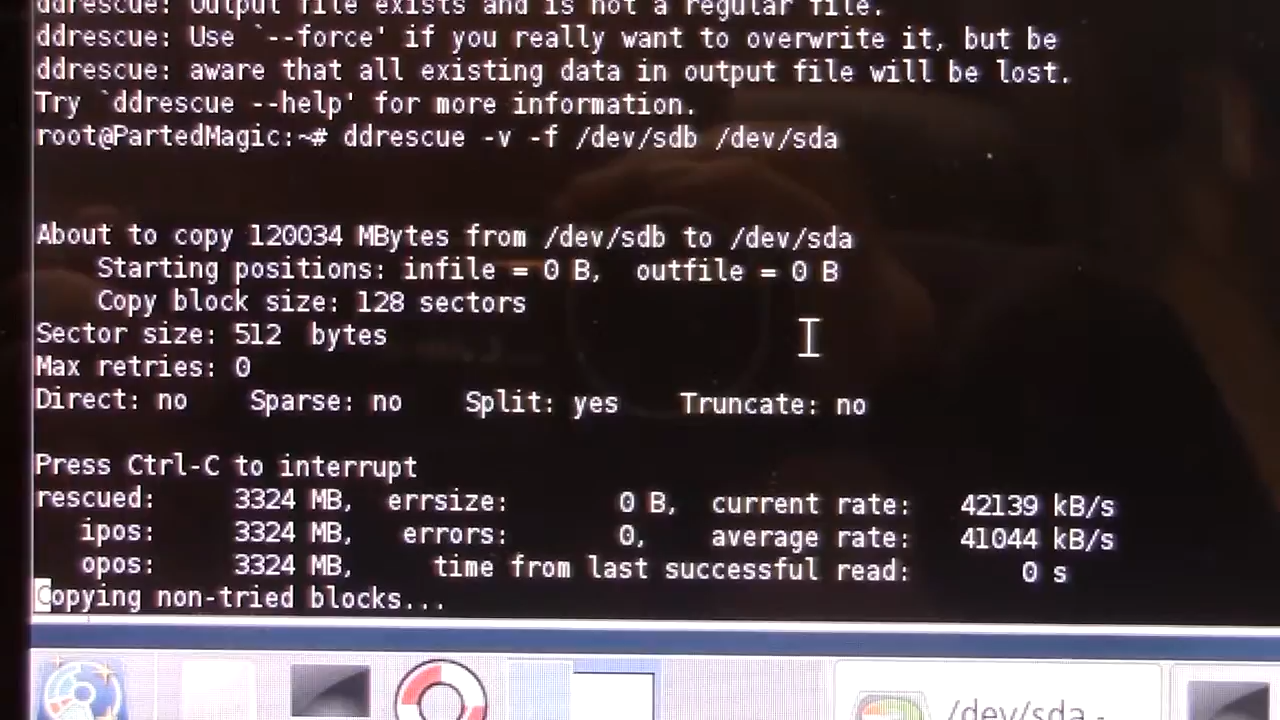 ddrescue: Output file exists and is not a regular file.
ddrescue: Use `--force' if you really want to overwrite it, but be
ddrescue: aware that all existing data in output file will be lost.
Try `ddrescue --help' for more information.
root@PartedMagic:~# ddrescue -v -f /dev/sdb /dev/sda
About to copy 120034 MBytes from /dev/sdb to /dev/sda
    Starting positions: infile = 0 B,  outfile = 0 B
    Copy block size: 128 sectors
Sector size: 512  bytes
Max retries: 0
Direct: no    Sparse: no    Split: yes    Truncate: no
Press Ctrl-C to interrupt
rescued:     3324 MB,  errsize:       0 B,  current rate:   42139 kB/s
   ipos:     3324 MB,   errors:       0,    average rate:   41044 kB/s
   opos:     3324 MB,     time from last successful read:       0 s
Copying non-tried blocks...
/dev/sda -